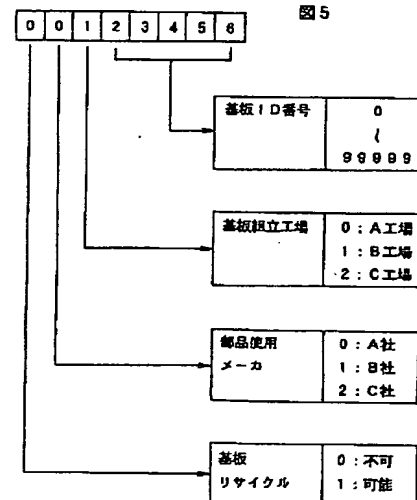 図5
0 0 1 2 3 4 5 6
基板ID番号 0
〜
99999
基板組立工場 0:A工場
1:B工場
2:C工場
部品使用 0:A社
メーカ 1:B社
2:C社
基板 0:不可
リサイクル 1:可能